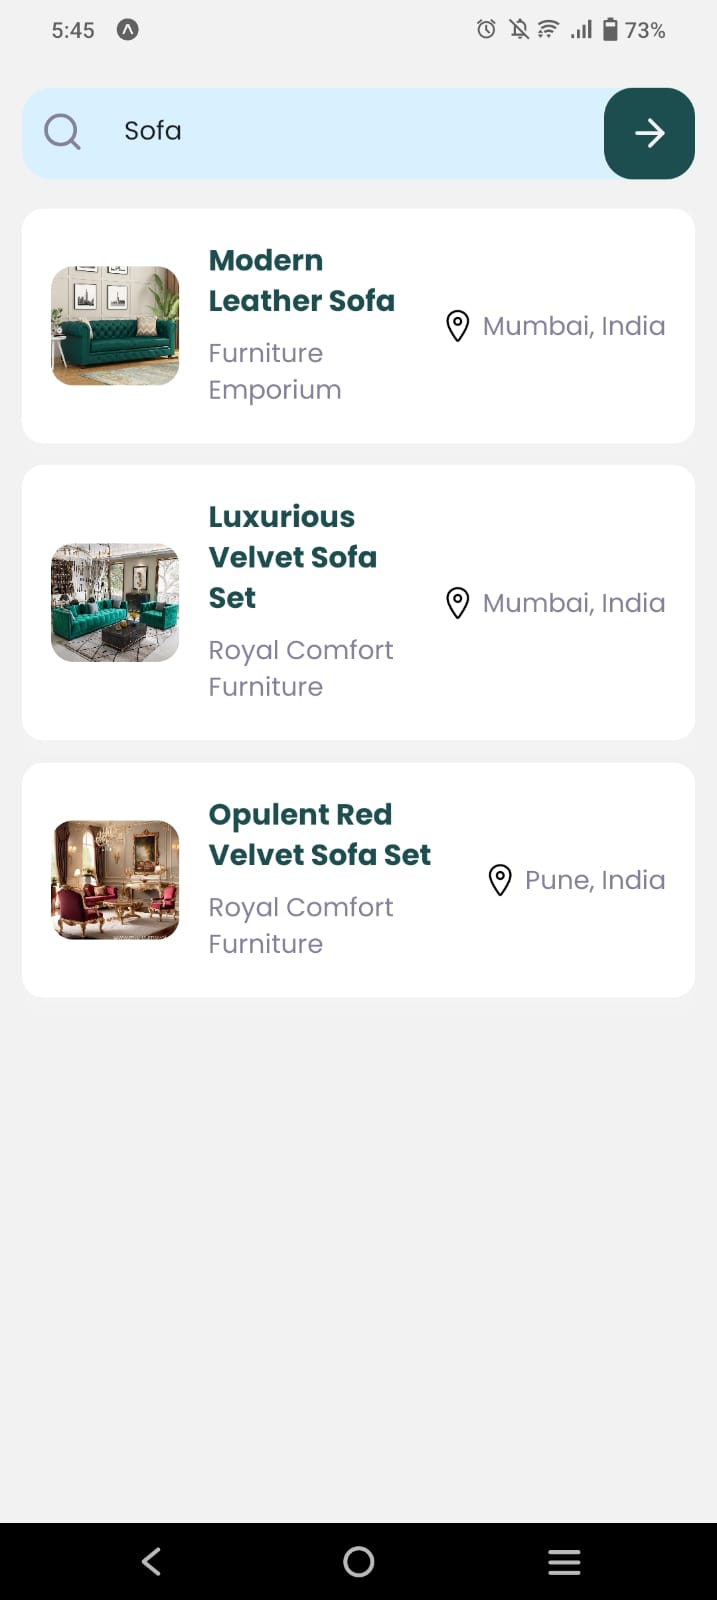 5:45
73%
Sofa
Modern
Leather Sofa
Furniture
Emporium
Mumbai, India
Luxurious
Velvet Sofa
Set
Royal Comfort
Furniture
Mumbai, India
Opulent Red
Velvet Sofa Set
Royal Comfort
Furniture
Pune, India